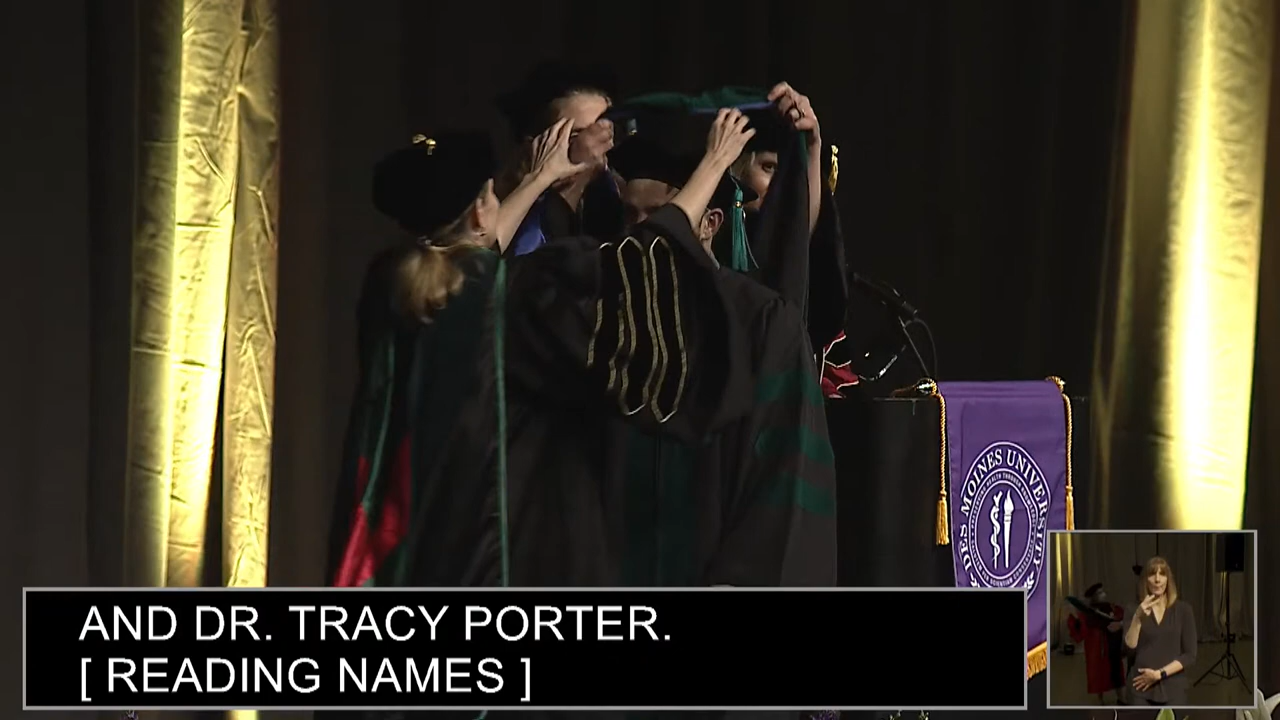 DES MOINES UNIVERSITY
AND DR. TRACY PORTER.
[ READING NAMES ]